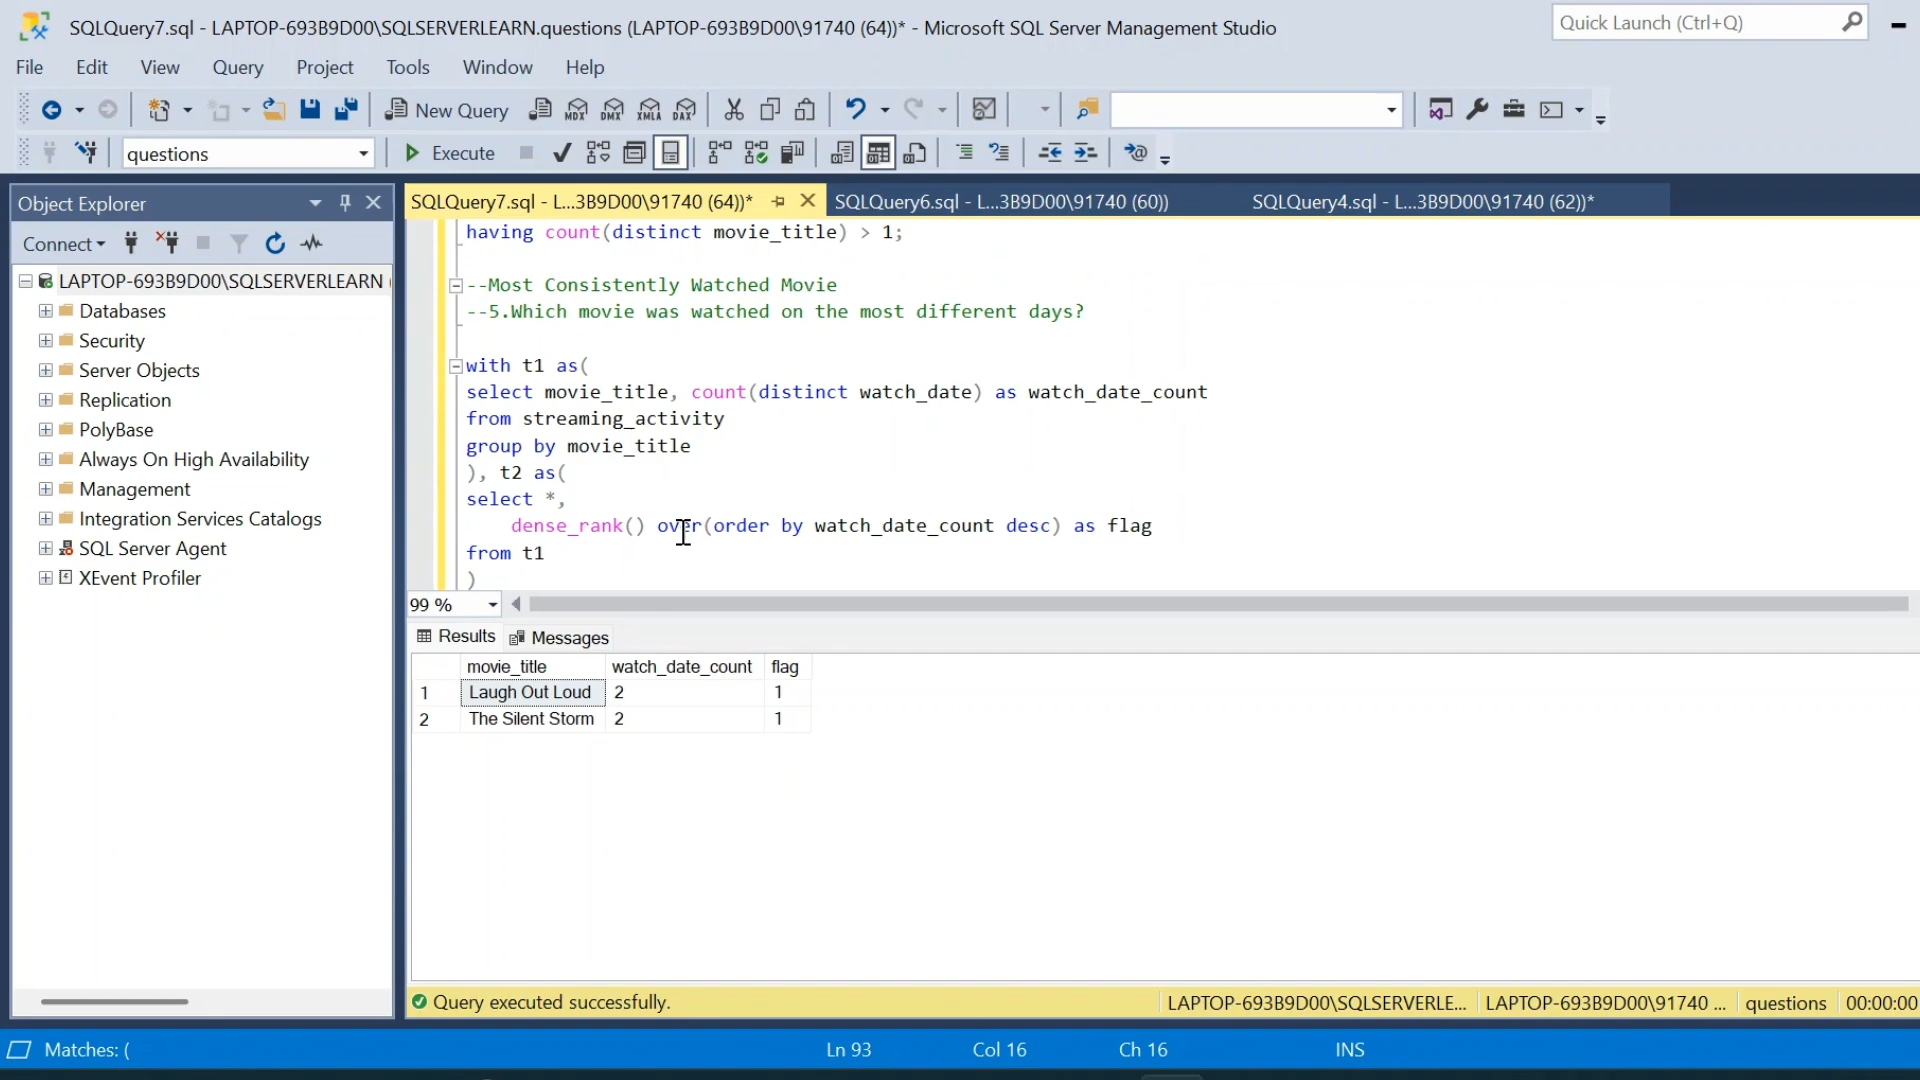 SQLQuery7.sql - LAPTOP-693B9D00\SQLSERVERLEARN.questions (LAPTOP-693B9D00\91740 (64))* - Microsoft SQL Server Management Studio
Quick Launch (Ctrl+Q)
File Edit View Query Project Tools Window Help
New Query MDX DMX XMLA DAX
questions Execute
Object Explorer
SQLQuery7.sql - L...3B9D00\91740 (64))* SQLQuery6.sql - L...3B9D00\91740 (60)) SQLQuery4.sql - L...3B9D00\91740 (62))*
Connect
LAPTOP-693B9D00\SQLSERVERLEARN (
Databases
Security
Server Objects
Replication
PolyBase
Always On High Availability
Management
Integration Services Catalogs
SQL Server Agent
XEvent Profiler
having count(distinct movie_title) > 1;
--Most Consistently Watched Movie
--5.Which movie was watched on the most different days?
with t1 as(
select movie_title, count(distinct watch_date) as watch_date_count
from streaming_activity
group by movie_title
), t2 as(
select *,
dense_rank() over(order by watch_date_count desc) as flag
from t1
)
99 %
Results Messages
movie_title watch_date_count flag
1 Laugh Out Loud 2 1
2 The Silent Storm 2 1
Query executed successfully. LAPTOP-693B9D00\SQLSERVERLE... LAPTOP-693B9D00\91740 ... questions 00:00:00
Matches: ( Ln 93 Col 16 Ch 16 INS